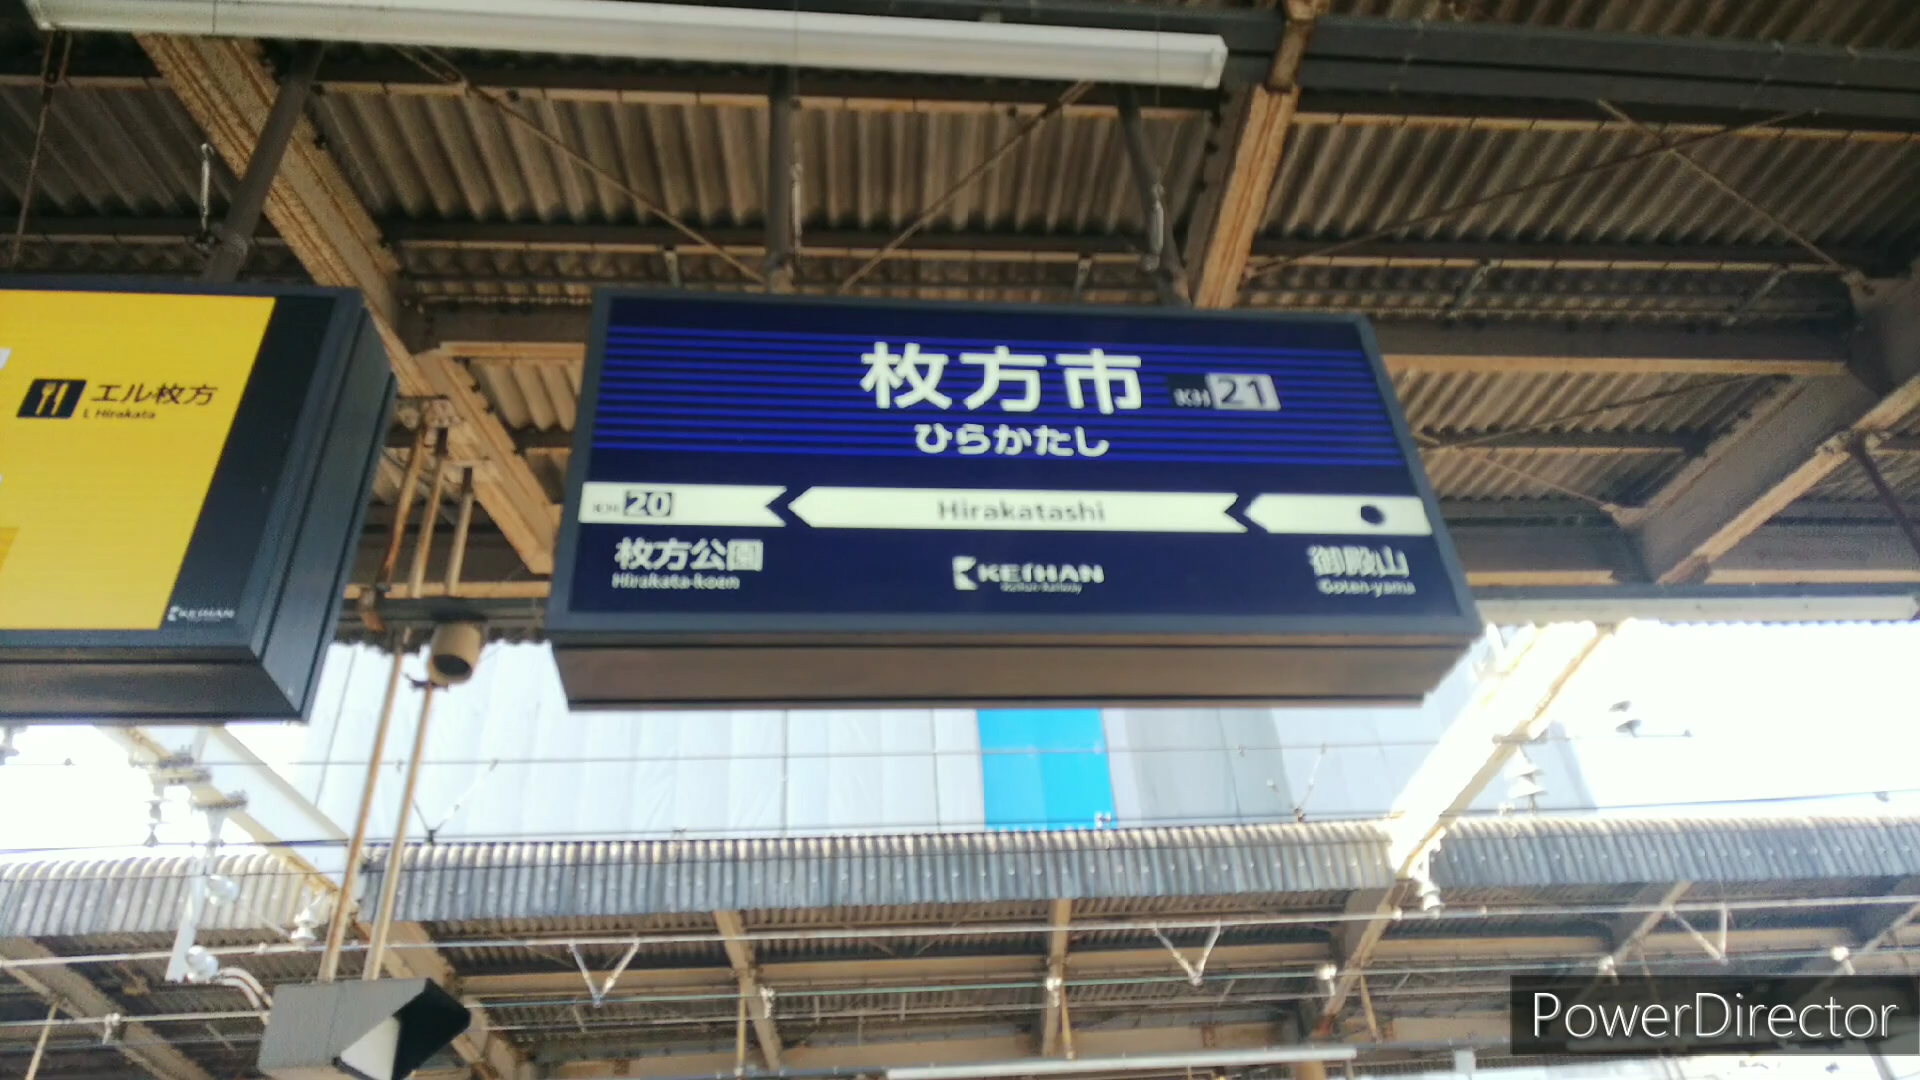 エル枚方
L Hirakata
KEIHAN
枚方市
KH 21
ひらかたし
KH 20
Hirakatashi
枚方公園
Hirakata-koen
KEIHAN
御殿山
Goten-yama
PowerDirector